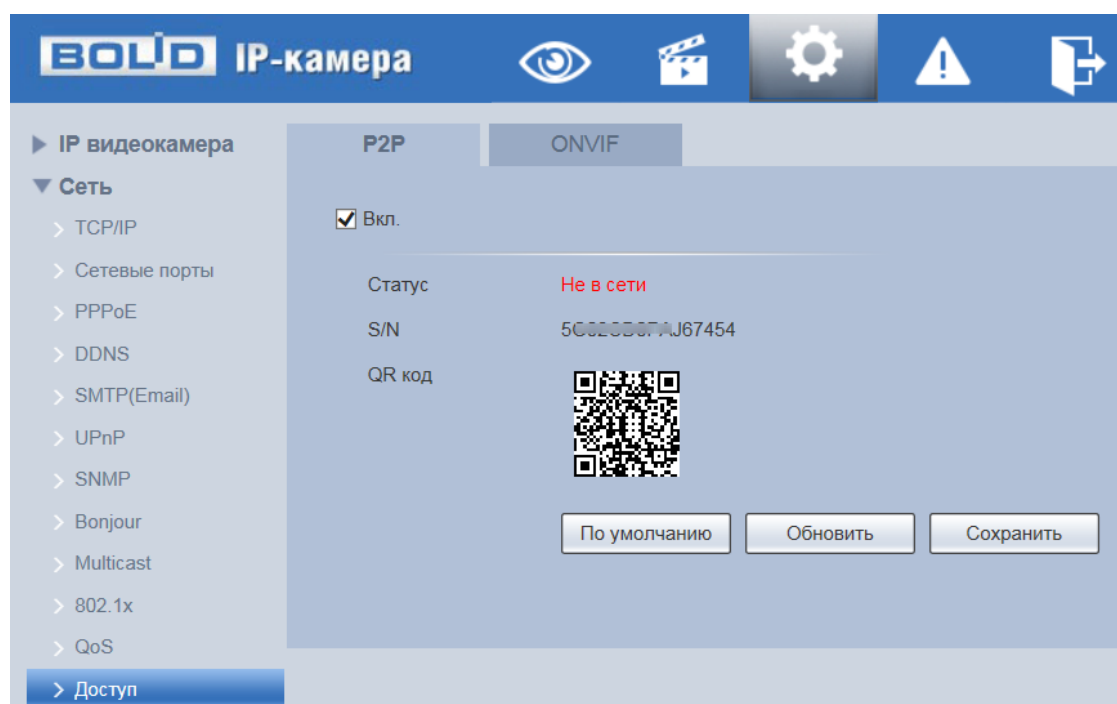 BOLID IP-камера
IP видеокамера
Сеть
TCP/IP
Сетевые порты
PPPoE
DDNS
SMTP(Email)
UPnP
SNMP
Bonjour
Multicast
802.1x
QoS
Доступ
P2P ONVIF
Вкл.
Статус Не в сети
S/N
QR код
По умолчанию Обновить Сохранить